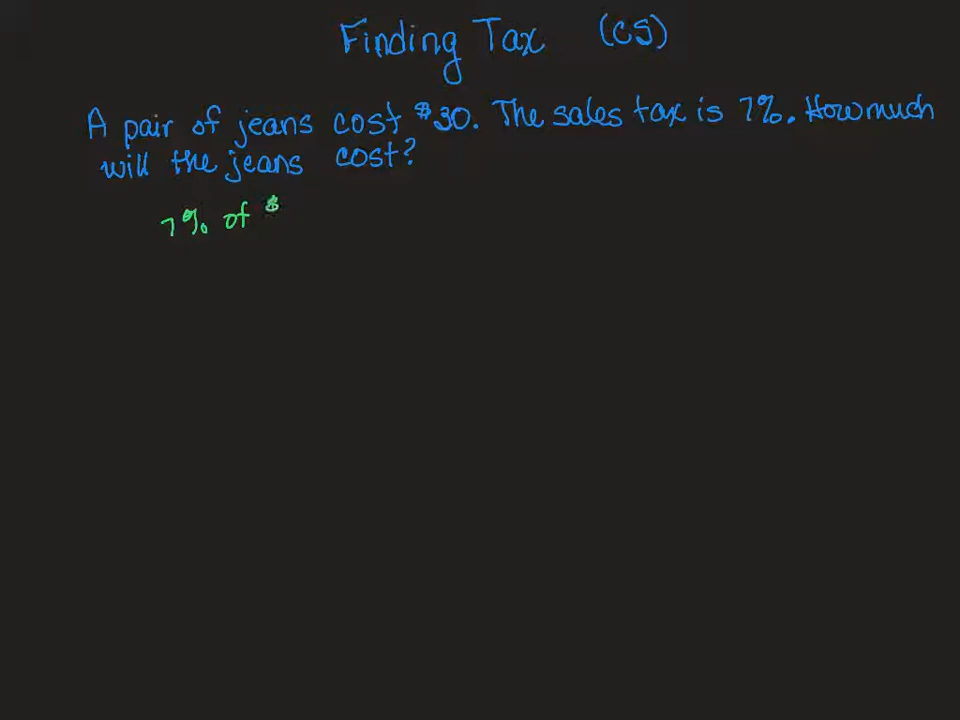 Finding Tax (CS)
A pair of jeans cost $30. The sales tax is 7%. How much
will the jeans cost?
7% of $